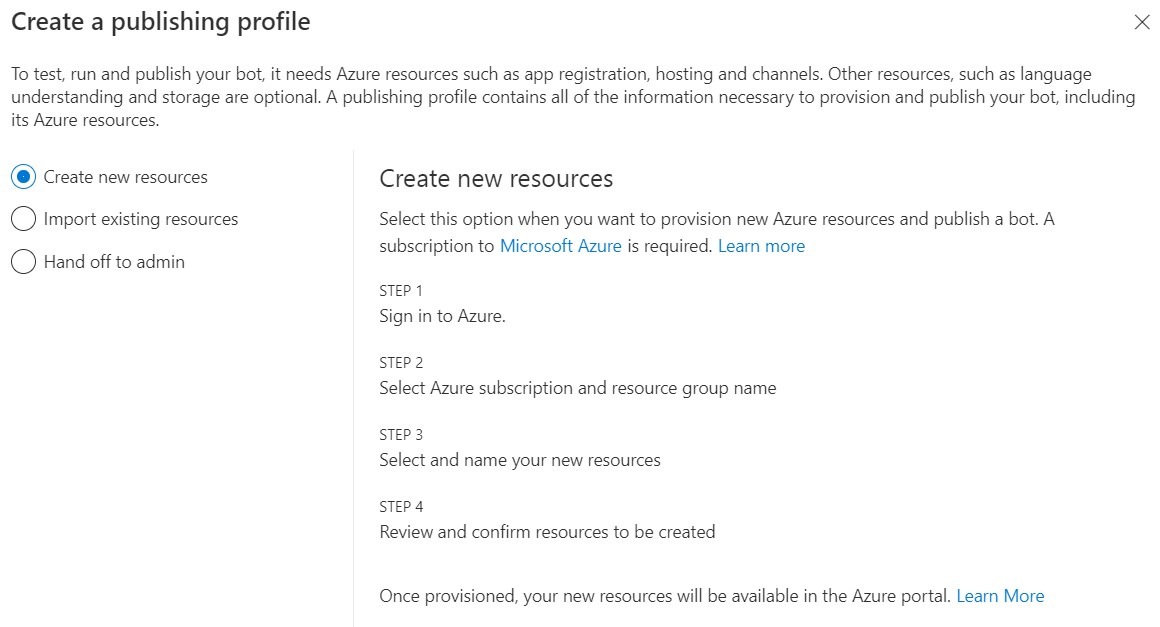 Create a publishing profile
To test, run and publish your bot, it needs Azure resources such as app registration, hosting and channels. Other resources, such as language
understanding and storage are optional. A publishing profile contains all of the information necessary to provision and publish your bot, including
its Azure resources.
Create new resources
Import existing resources
Hand off to admin
Create new resources
Select this option when you want to provision new Azure resources and publish a bot. A
subscription to Microsoft Azure is required. Learn more
STEP 1
Sign in to Azure.
STEP 2
Select Azure subscription and resource group name
STEP 3
Select and name your new resources
STEP 4
Review and confirm resources to be created
Once provisioned, your new resources will be available in the Azure portal. Learn More